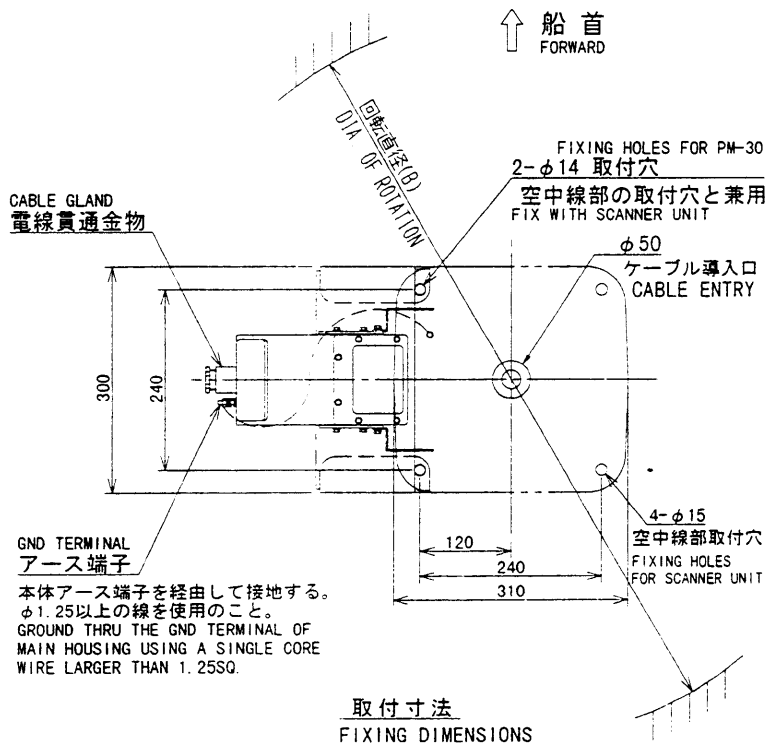 船首
FORWARD
回転直径(B)
DIA. OF ROTATION
FIXING HOLES FOR PM-30
2-φ14 取付穴
空中線部の取付穴と兼用
FIX WITH SCANNER UNIT
CABLE GLAND
電線貫通金物
φ50
ケーブル導入口
CABLE ENTRY
300
240
GND TERMINAL
アース端子
本体アース端子を経由して接地する。
φ1.25以上の線を使用のこと。
GROUND THRU THE GND TERMINAL OF
MAIN HOUSING USING A SINGLE CORE
WIRE LARGER THAN 1.25SQ.
120
240
310
4-φ15
空中線部取付穴
FIXING HOLES
FOR SCANNER UNIT
取付寸法
FIXING DIMENSIONS